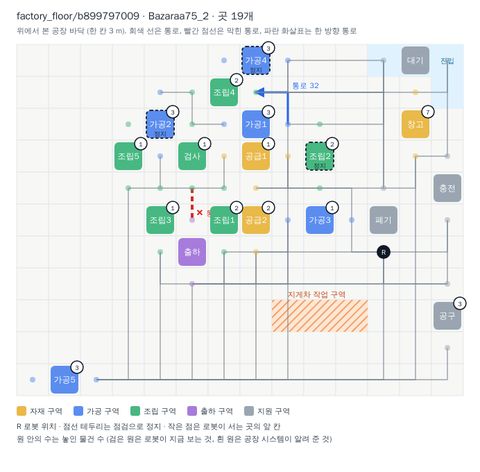 factory_floor/b899797009 · Bazaraa75_2 · 곳 19개
위에서 본 공장 바닥 (한 칸 3 m). 회색 선은 통로, 빨간 점선은 막힌 통로, 파란 화살표는 한 방향 통로
3
가공4
정지
대기
진입
2
조립4
통로 32
3
가공2
정지
3
가공1
7
창고
1
조립5
1
검사
1
공급1
2
조립2
정지
충전
1
조립3
✕
1
조립1
2
공급2
1
가공3
폐기
출하
R
지게차 작업 구역
3
공구
3
가공5
자재 구역 가공 구역 조립 구역 출하 구역 지원 구역
R 로봇 위치 · 점선 테두리는 점검으로 정지 · 작은 점은 로봇이 서는 곳의 앞 칸
원 안의 수는 놓인 물건 수 (검은 원은 로봇이 지금 보는 것, 흰 원은 공장 시스템이 알려 준 것)